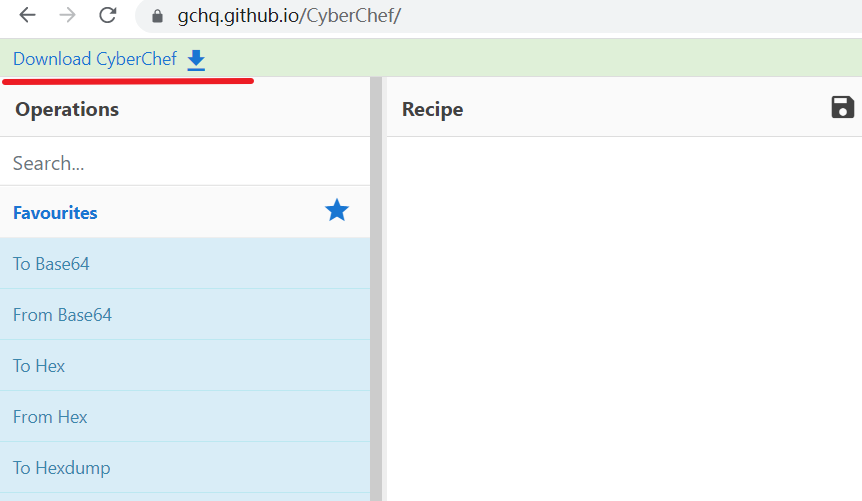 gchq.github.io/CyberChef/
Download CyberChef
Operations
Recipe
Search...
Favourites
To Base64
From Base64
To Hex
From Hex
To Hexdump